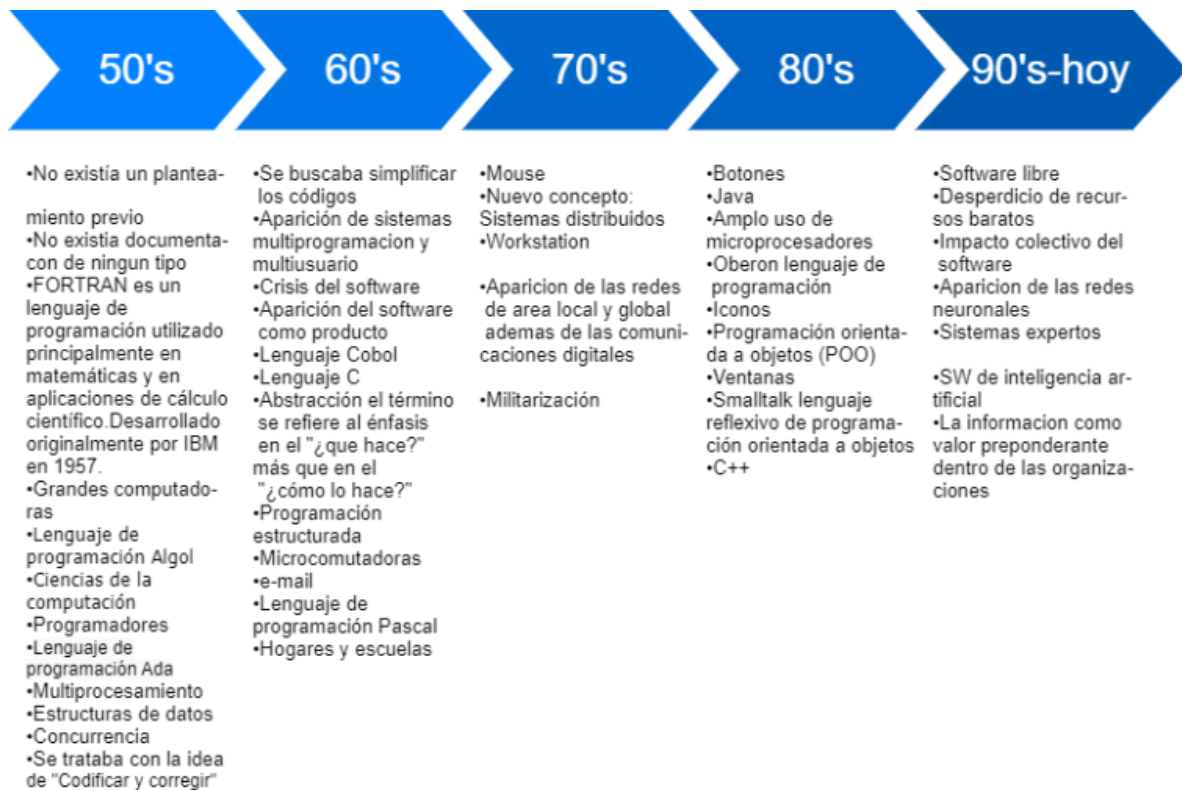 50's
60's
70's
80's
90's-hoy
•No existía un plantea-
miento previo
•No existia documenta-
con de ningun tipo
•FORTRAN es un
lenguaje de
programación utilizado
principalmente en
matemáticas y en
aplicaciones de cálculo
científico.Desarrollado
originalmente por IBM
en 1957.
•Grandes computado-
ras
•Lenguaje de
programación Algol
•Ciencias de la
computación
•Programadores
•Lenguaje de
programación Ada
•Multiprocesamiento
•Estructuras de datos
•Concurrencia
•Se trataba con la idea
de "Codificar y corregir"
•Se buscaba simplificar
los códigos
•Aparición de sistemas
multiprogramacion y
multiusuario
•Crisis del software
•Aparición del software
como producto
•Lenguaje Cobol
•Lenguaje C
•Abstracción el término
se refiere al énfasis
en el "¿que hace?"
más que en el
"¿cómo lo hace?"
•Programación
estructurada
•Microcomutadoras
•e-mail
•Lenguaje de
programación Pascal
•Hogares y escuelas
•Mouse
•Nuevo concepto:
Sistemas distribuidos
•Workstation
•Aparicion de las redes
de area local y global
ademas de las comuni-
caciones digitales
•Militarización
•Botones
•Java
•Amplo uso de
microprocesadores
•Oberon lenguaje de
programación
•Iconos
•Programación orienta-
da a objetos (POO)
•Ventanas
•Smalltalk lenguaje
reflexivo de programa-
ción orientada a objetos
•C++
•Software libre
•Desperdicio de recur-
sos baratos
•Impacto colectivo del
software
•Aparicion de las redes
neuronales
•Sistemas expertos
•SW de inteligencia ar-
tificial
•La informacion como
valor preponderante
dentro de las organiza-
ciones